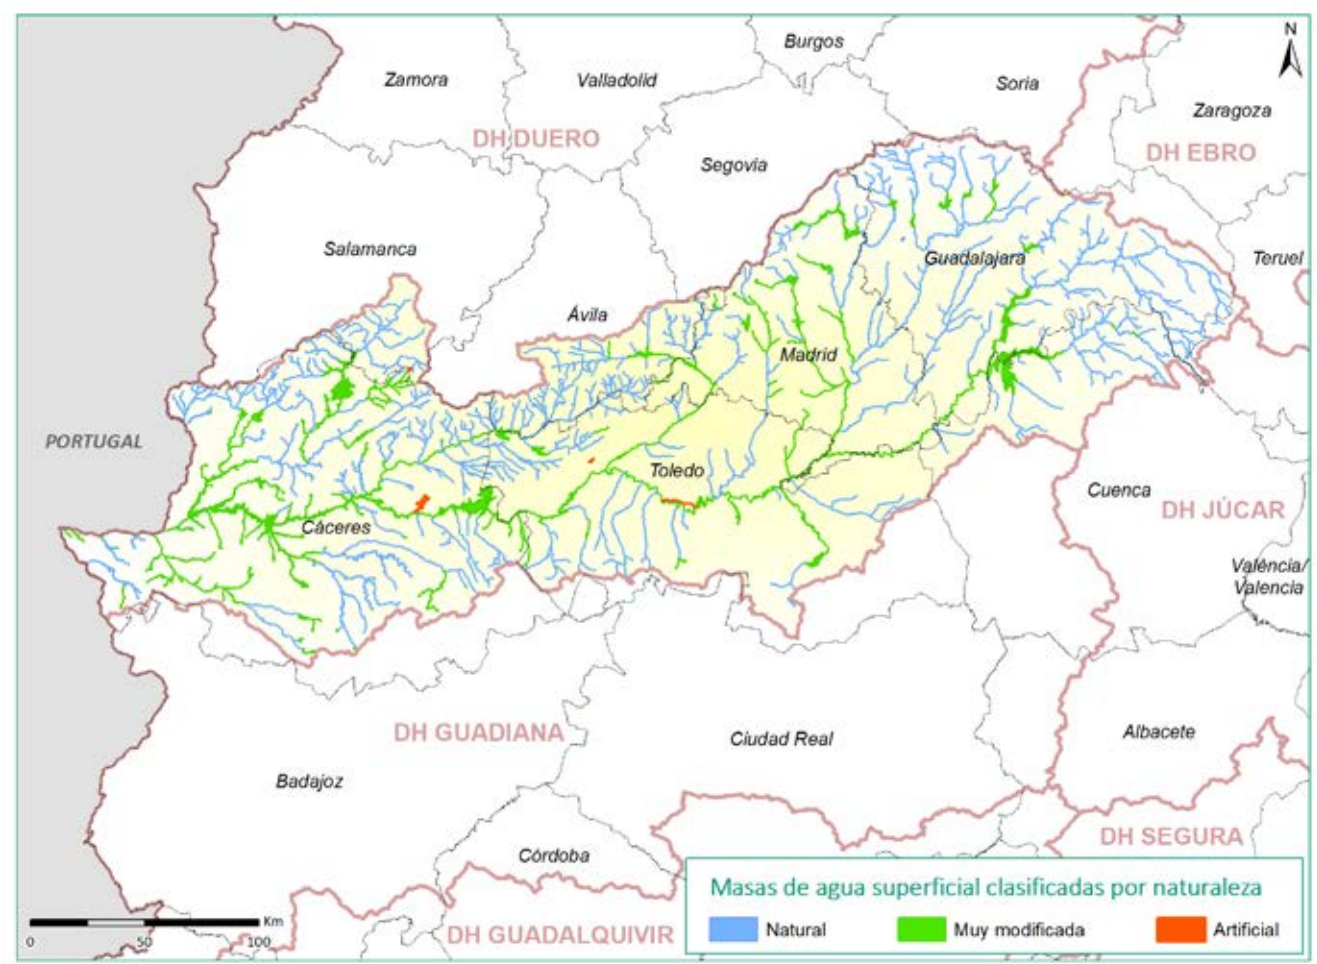 N
Burgos
Zamora
Valladolid
Soria
Zaragoza
DH DUERO
DH EBRO
Segovia
Salamanca
Guadalajara
Teruel
Ávila
Madrid
PORTUGAL
Toledo
Cuenca
DH JÚCAR
Cáceres
València/
Valencia
DH GUADIANA
Ciudad Real
Albacete
Badajoz
DH SEGURA
Córdoba
Masas de agua superficial clasificadas por naturaleza
Natural
Muy modificada
Artificial
DH GUADALQUIVIR
Km
0 50 100